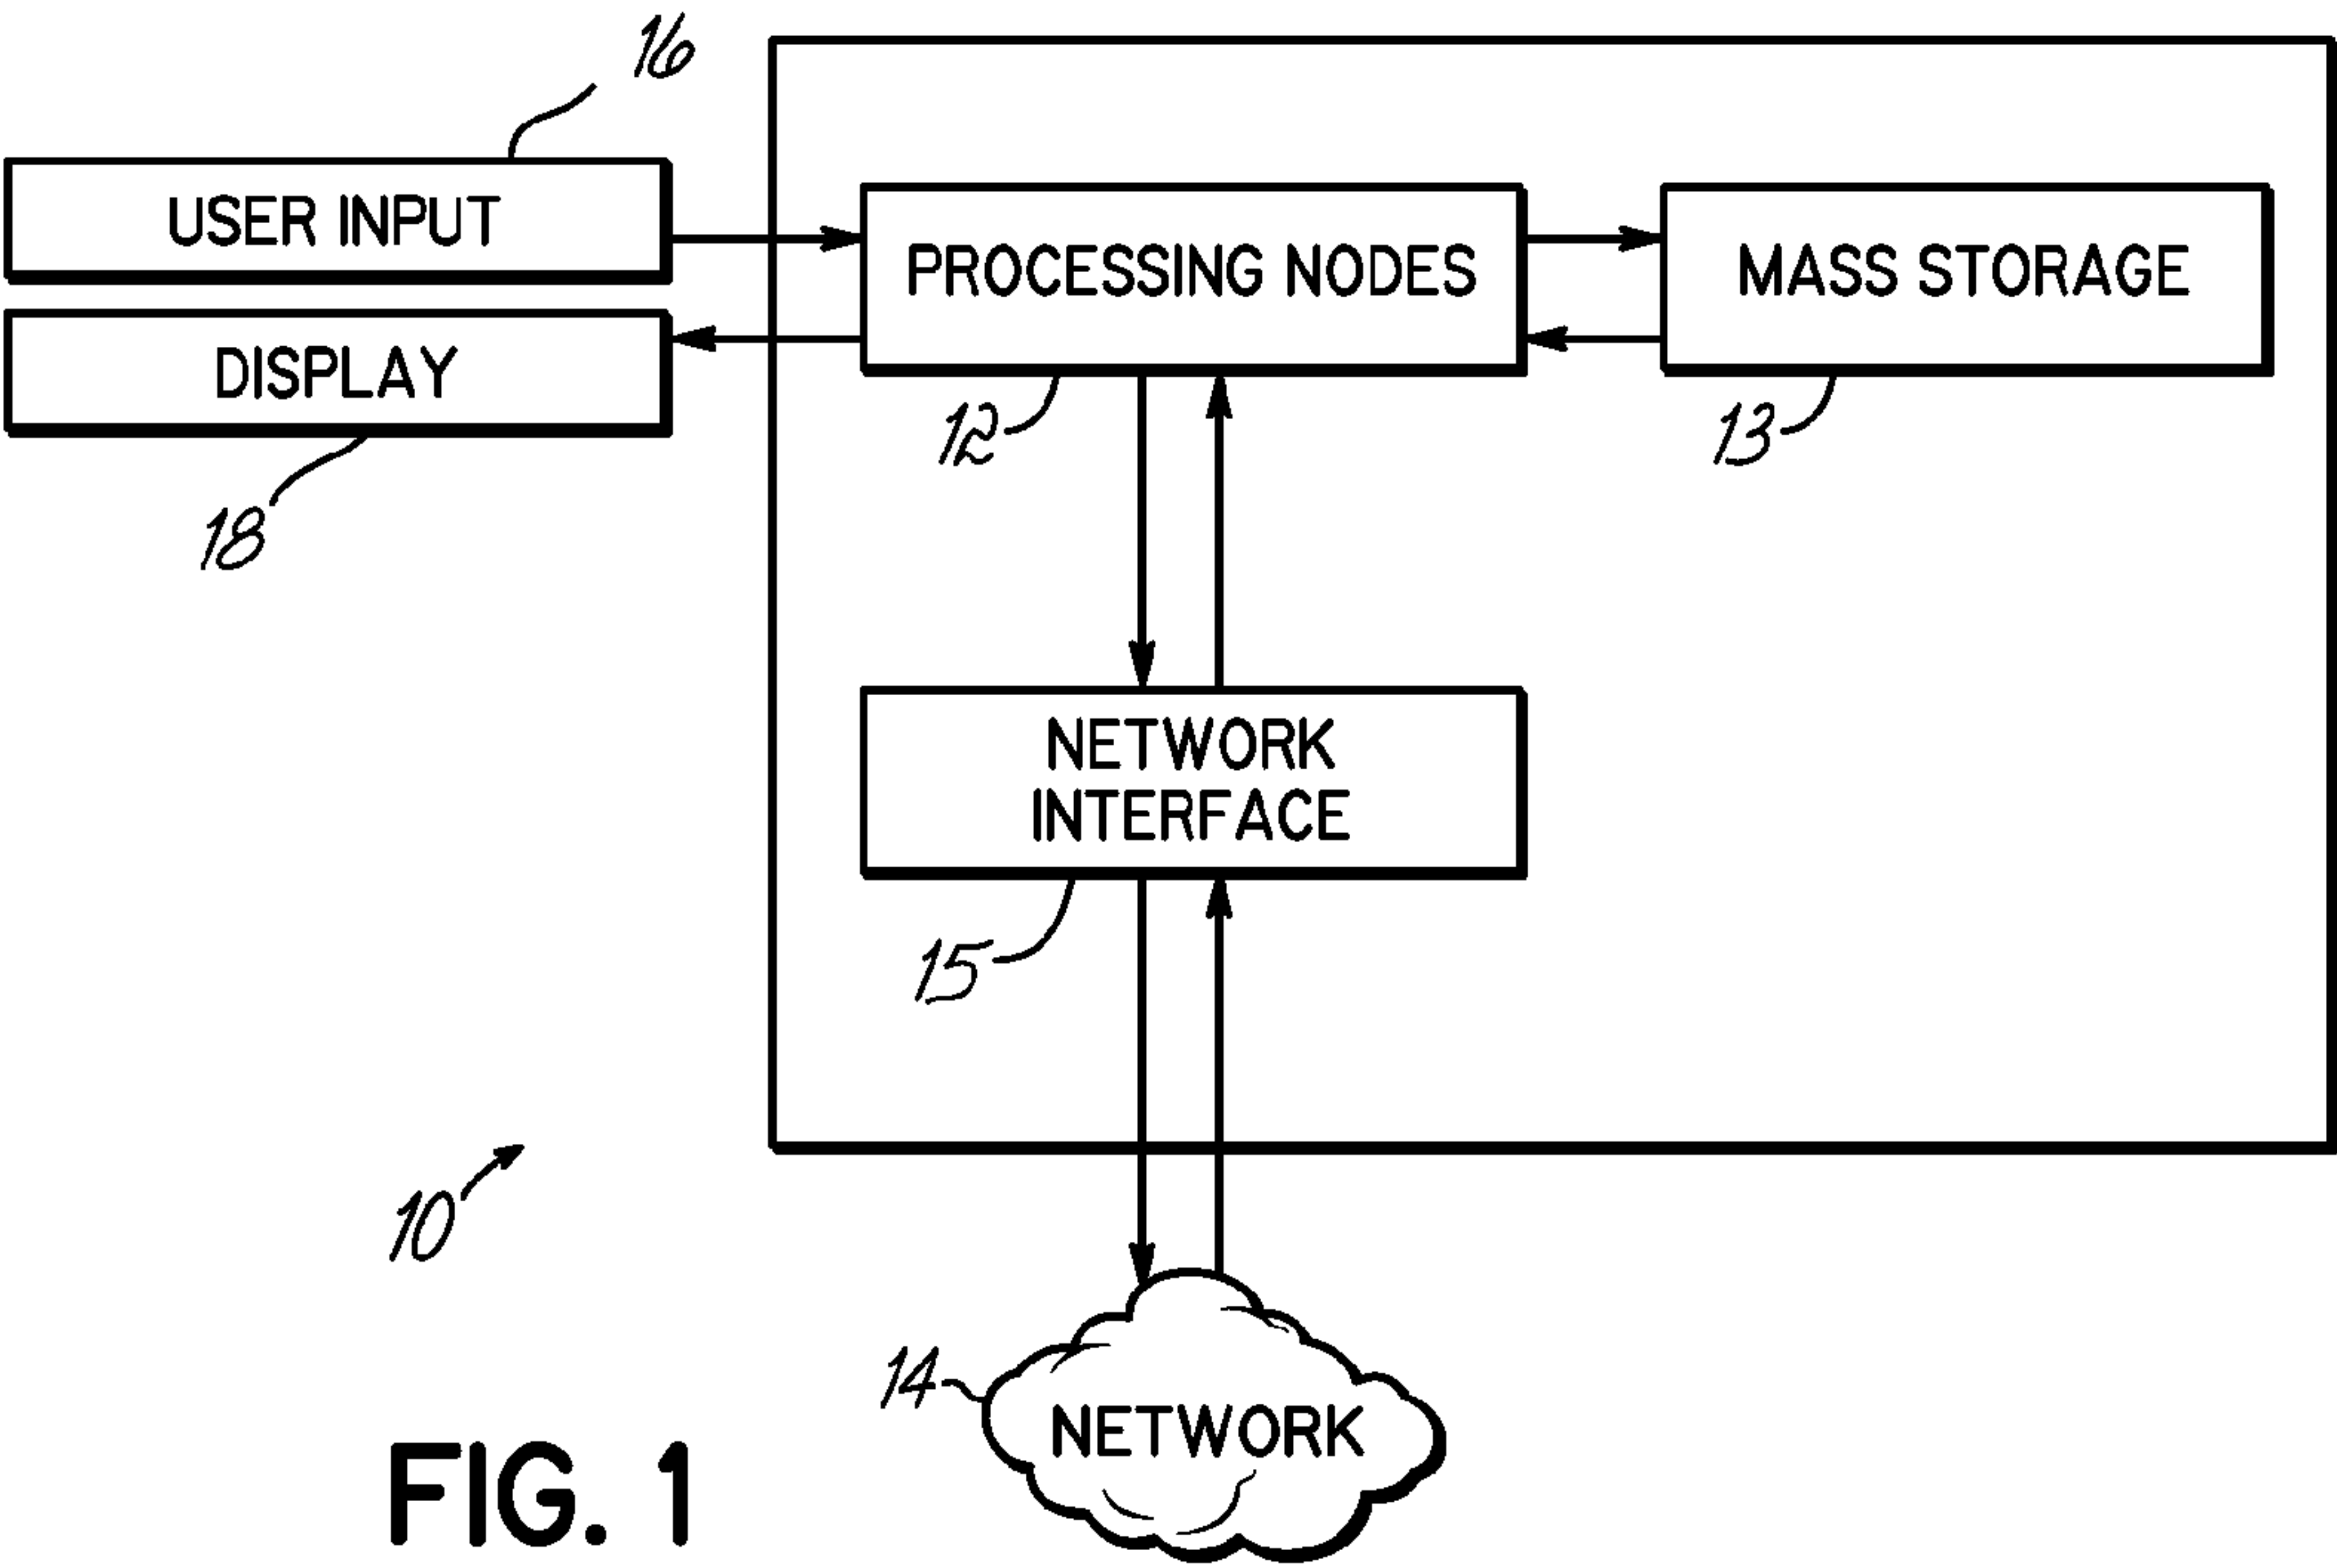 16
USER INPUT
PROCESSING NODES
MASS STORAGE
DISPLAY
12
13
18
NETWORK
INTERFACE
15
10
14
NETWORK
FIG. 1